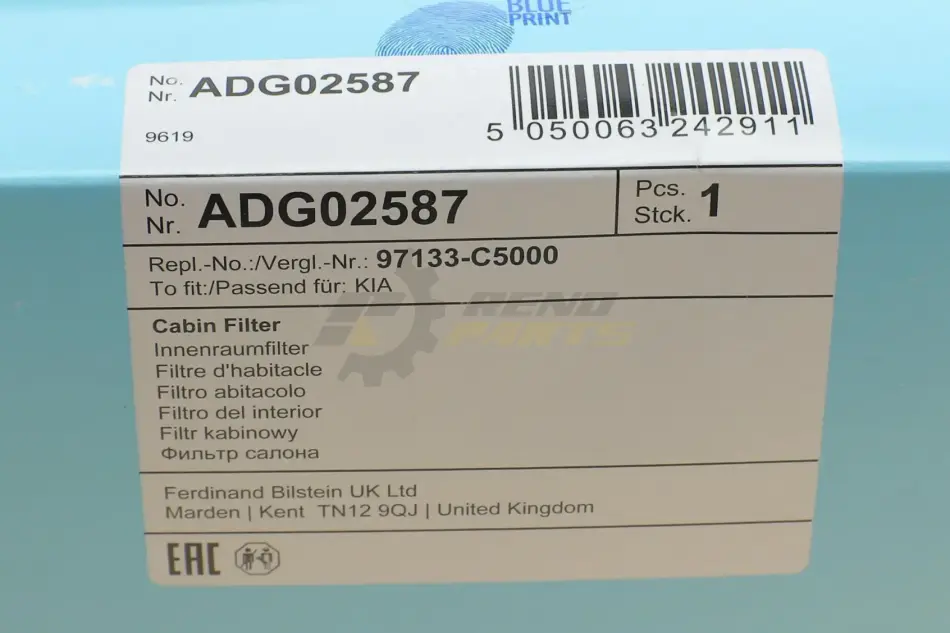 BLUE
PRINT
No.
Nr. ADG02587
9619
5 050063 242911
No.
Nr. ADG02587
Pcs.
Stck. 1
Repl.-No.:/Vergl.-Nr.: 97133-C5000
To fit:/Passend für: KIA
REND
PARTS
Cabin Filter
Innenraumfilter
Filtre d'habitacle
Filtro abitacolo
Filtro del interior
Filtr kabinowy
Фильтр салона
Ferdinand Bilstein UK Ltd
Marden | Kent TN12 9QJ | United Kingdom
EAC